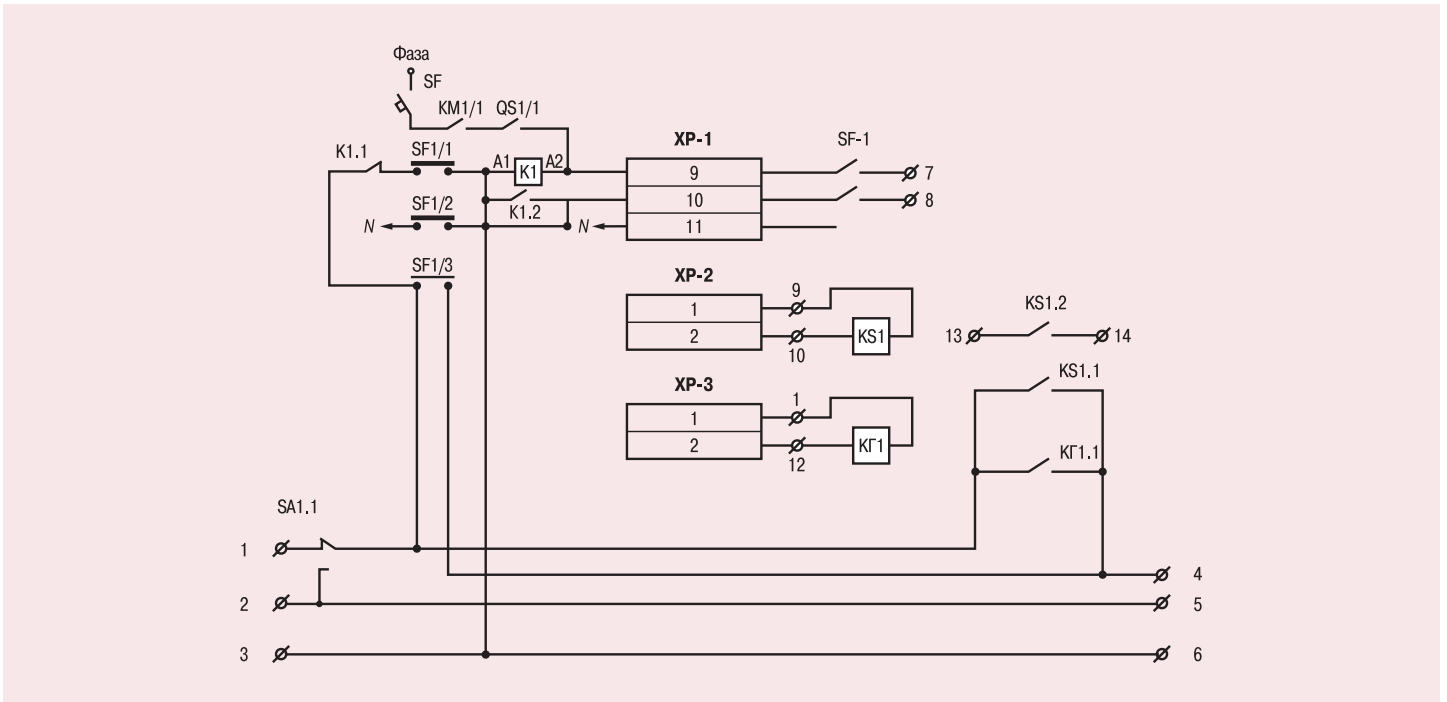 Фаза
SF
KM1/1 QS1/1
XP-1
SF-1
K1.1
SF1/1
A1 K1 A2
9
7
10
8
K1.2
SF1/2
N
N
11
SF1/3
XP-2
9
1
2
KS1
10
KS1.2
13
14
XP-3
1
1
2
КГ1
12
KS1.1
КГ1.1
SA1.1
1
4
2
5
3
6